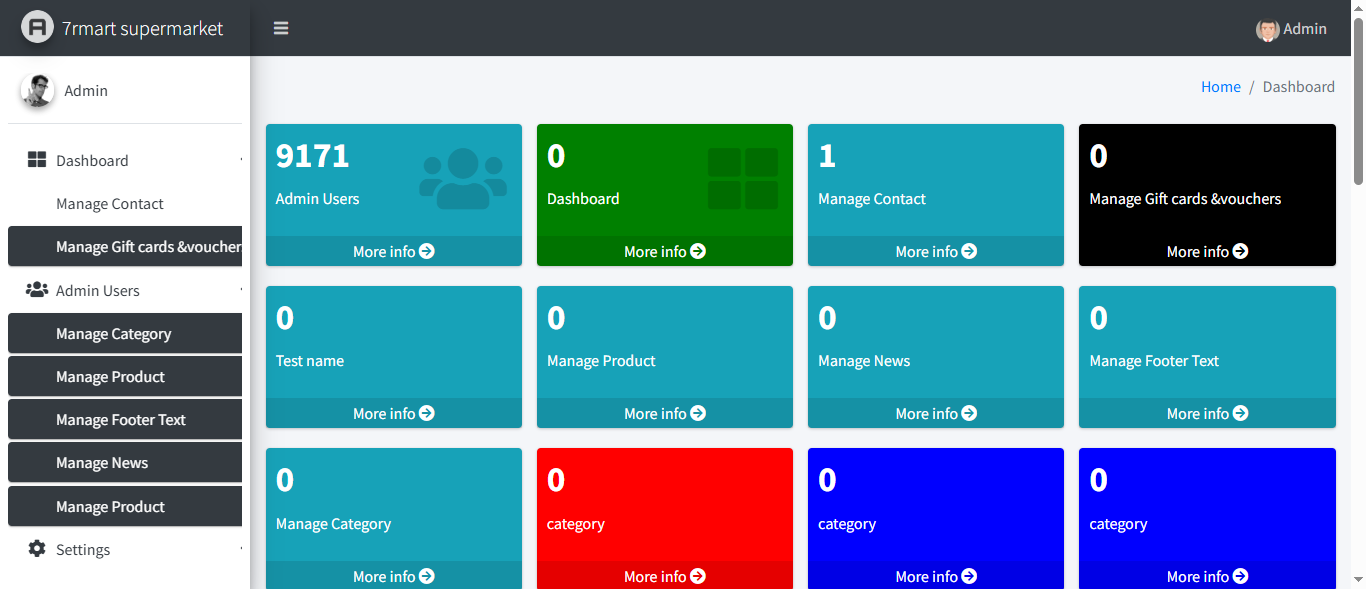 7rmart supermarket
Admin
Admin
Home / Dashboard
Dashboard
Manage Contact
Manage Gift cards &voucher
Admin Users
Manage Category
Manage Product
Manage Footer Text
Manage News
Manage Product
Settings
9171
Admin Users
More info
0
Dashboard
More info
1
Manage Contact
More info
0
Manage Gift cards &vouchers
More info
0
Test name
More info
0
Manage Product
More info
0
Manage News
More info
0
Manage Footer Text
More info
0
Manage Category
More info
0
category
More info
0
category
More info
0
category
More info